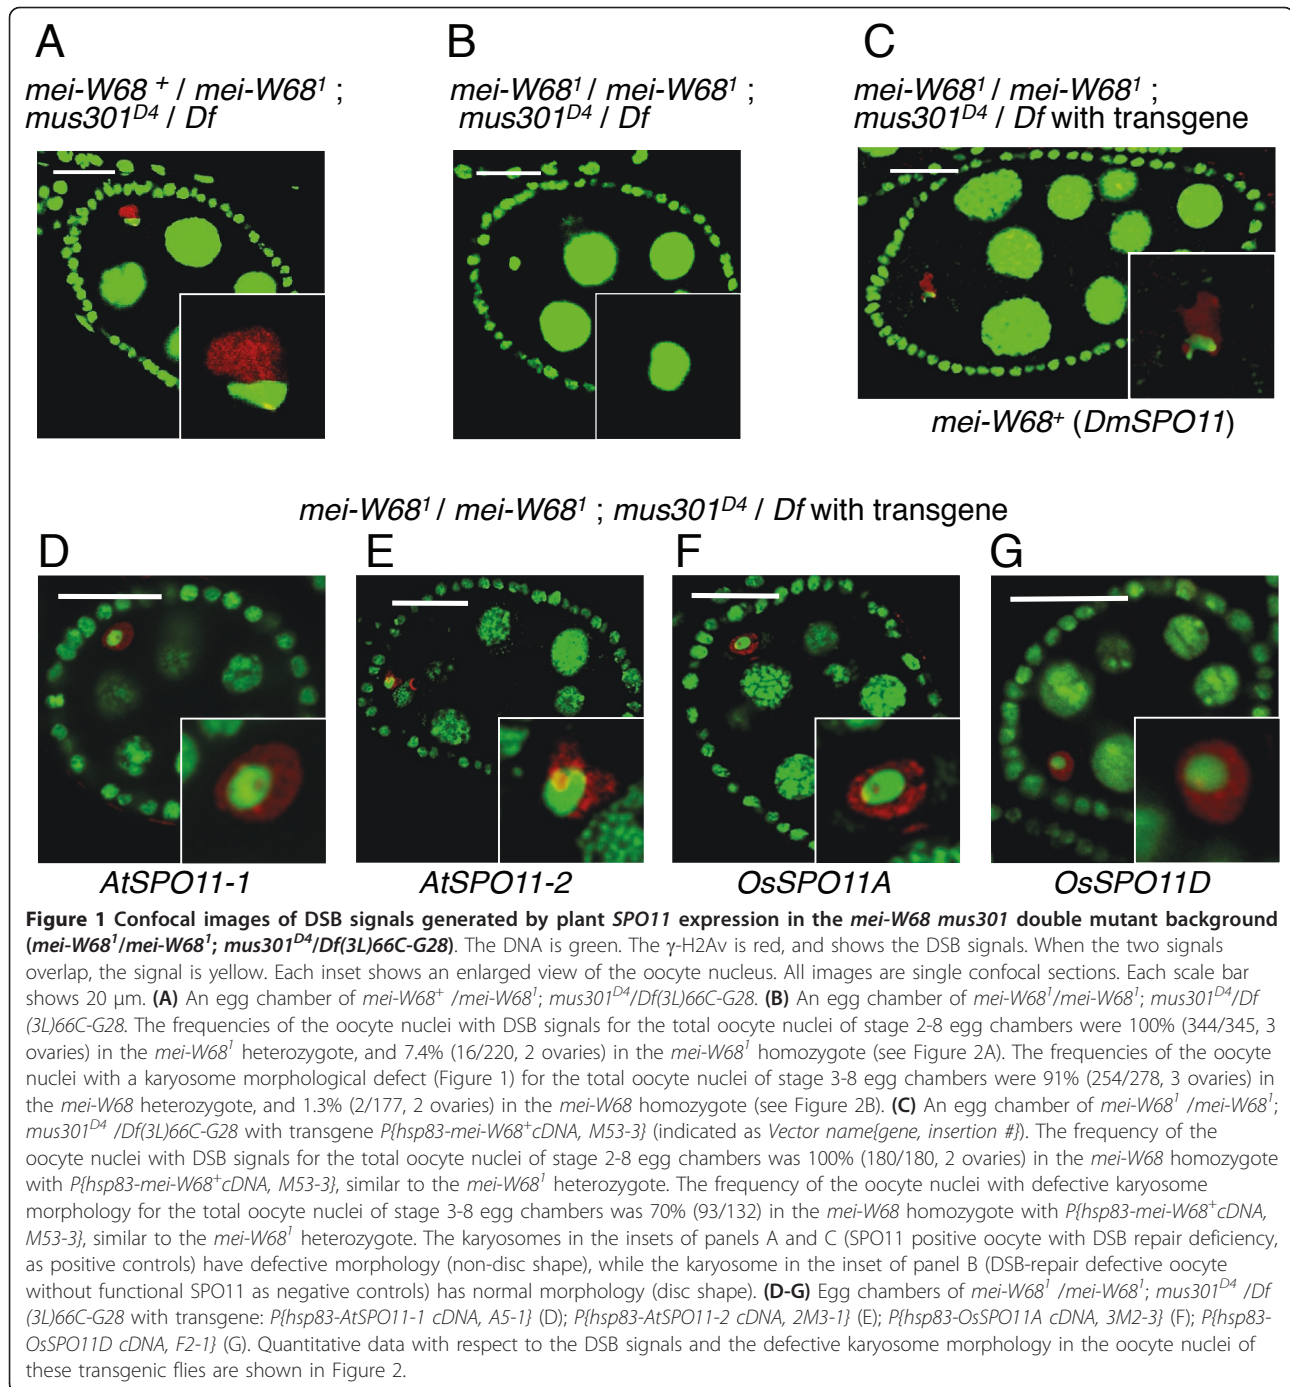 A
B
C
mei-W68 + / mei-W68¹ ;
mus301ᴰ⁴ / Df
mei-W68¹ / mei-W68¹ ;
mus301ᴰ⁴ / Df
mei-W68¹ / mei-W68¹ ;
mus301ᴰ⁴ / Df with transgene
mei-W68⁺ (DmSPO11)
mei-W68¹ / mei-W68¹ ; mus301ᴰ⁴ / Df with transgene
D
E
F
G
AtSPO11-1
AtSPO11-2
OsSPO11A
OsSPO11D
Figure 1 Confocal images of DSB signals generated by plant SPO11 expression in the mei-W68 mus301 double mutant background
(mei-W68¹/mei-W68¹; mus301ᴰ⁴/Df(3L)66C-G28). The DNA is green. The γ-H2Av is red, and shows the DSB signals. When the two signals
overlap, the signal is yellow. Each inset shows an enlarged view of the oocyte nucleus. All images are single confocal sections. Each scale bar
shows 20 μm. (A) An egg chamber of mei-W68⁺ /mei-W68¹; mus301ᴰ⁴/Df(3L)66C-G28. (B) An egg chamber of mei-W68¹/mei-W68¹; mus301ᴰ⁴/Df
(3L)66C-G28. The frequencies of the oocyte nuclei with DSB signals for the total oocyte nuclei of stage 2-8 egg chambers were 100% (344/345, 3
ovaries) in the mei-W68¹ heterozygote, and 7.4% (16/220, 2 ovaries) in the mei-W68¹ homozygote (see Figure 2A). The frequencies of the oocyte
nuclei with a karyosome morphological defect (Figure 1) for the total oocyte nuclei of stage 3-8 egg chambers were 91% (254/278, 3 ovaries) in
the mei-W68 heterozygote, and 1.3% (2/177, 2 ovaries) in the mei-W68 homozygote (see Figure 2B). (C) An egg chamber of mei-W68¹ /mei-W68¹;
mus301ᴰ⁴ /Df(3L)66C-G28 with transgene P{hsp83-mei-W68⁺cDNA, M53-3} (indicated as Vector name{gene, insertion #}). The frequency of the
oocyte nuclei with DSB signals for the total oocyte nuclei of stage 2-8 egg chambers was 100% (180/180, 2 ovaries) in the mei-W68 homozygote
with P{hsp83-mei-W68⁺cDNA, M53-3}, similar to the mei-W68¹ heterozygote. The frequency of the oocyte nuclei with defective karyosome
morphology for the total oocyte nuclei of stage 3-8 egg chambers was 70% (93/132) in the mei-W68 homozygote with P{hsp83-mei-W68⁺cDNA,
M53-3}, similar to the mei-W68¹ heterozygote. The karyosomes in the insets of panels A and C (SPO11 positive oocyte with DSB repair deficiency,
as positive controls) have defective morphology (non-disc shape), while the karyosome in the inset of panel B (DSB-repair defective oocyte
without functional SPO11 as negative controls) has normal morphology (disc shape). (D-G) Egg chambers of mei-W68¹ /mei-W68¹; mus301ᴰ⁴ /Df
(3L)66C-G28 with transgene: P{hsp83-AtSPO11-1 cDNA, A5-1} (D); P{hsp83-AtSPO11-2 cDNA, 2M3-1} (E); P{hsp83-OsSPO11A cDNA, 3M2-3} (F); P{hsp83-
OsSPO11D cDNA, F2-1} (G). Quantitative data with respect to the DSB signals and the defective karyosome morphology in the oocyte nuclei of
these transgenic flies are shown in Figure 2.